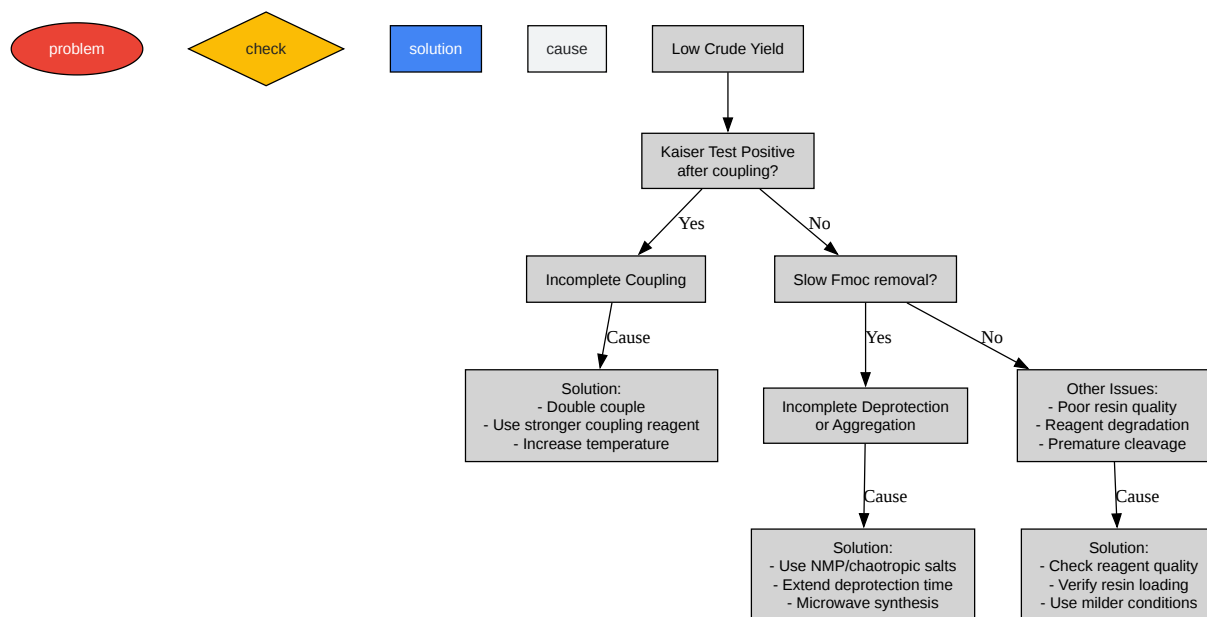 problem
check
solution
cause
Low Crude Yield
Kaiser Test Positive
after coupling?
Yes
No
Incomplete Coupling
Slow Fmoc removal?
Cause
Yes
No
Solution:
- Double couple
- Use stronger coupling reagent
- Increase temperature
Incomplete Deprotection
or Aggregation
Other Issues:
- Poor resin quality
- Reagent degradation
- Premature cleavage
Cause
Cause
Solution:
- Use NMP/chaotropic salts
- Extend deprotection time
- Microwave synthesis
Solution:
- Check reagent quality
- Verify resin loading
- Use milder conditions